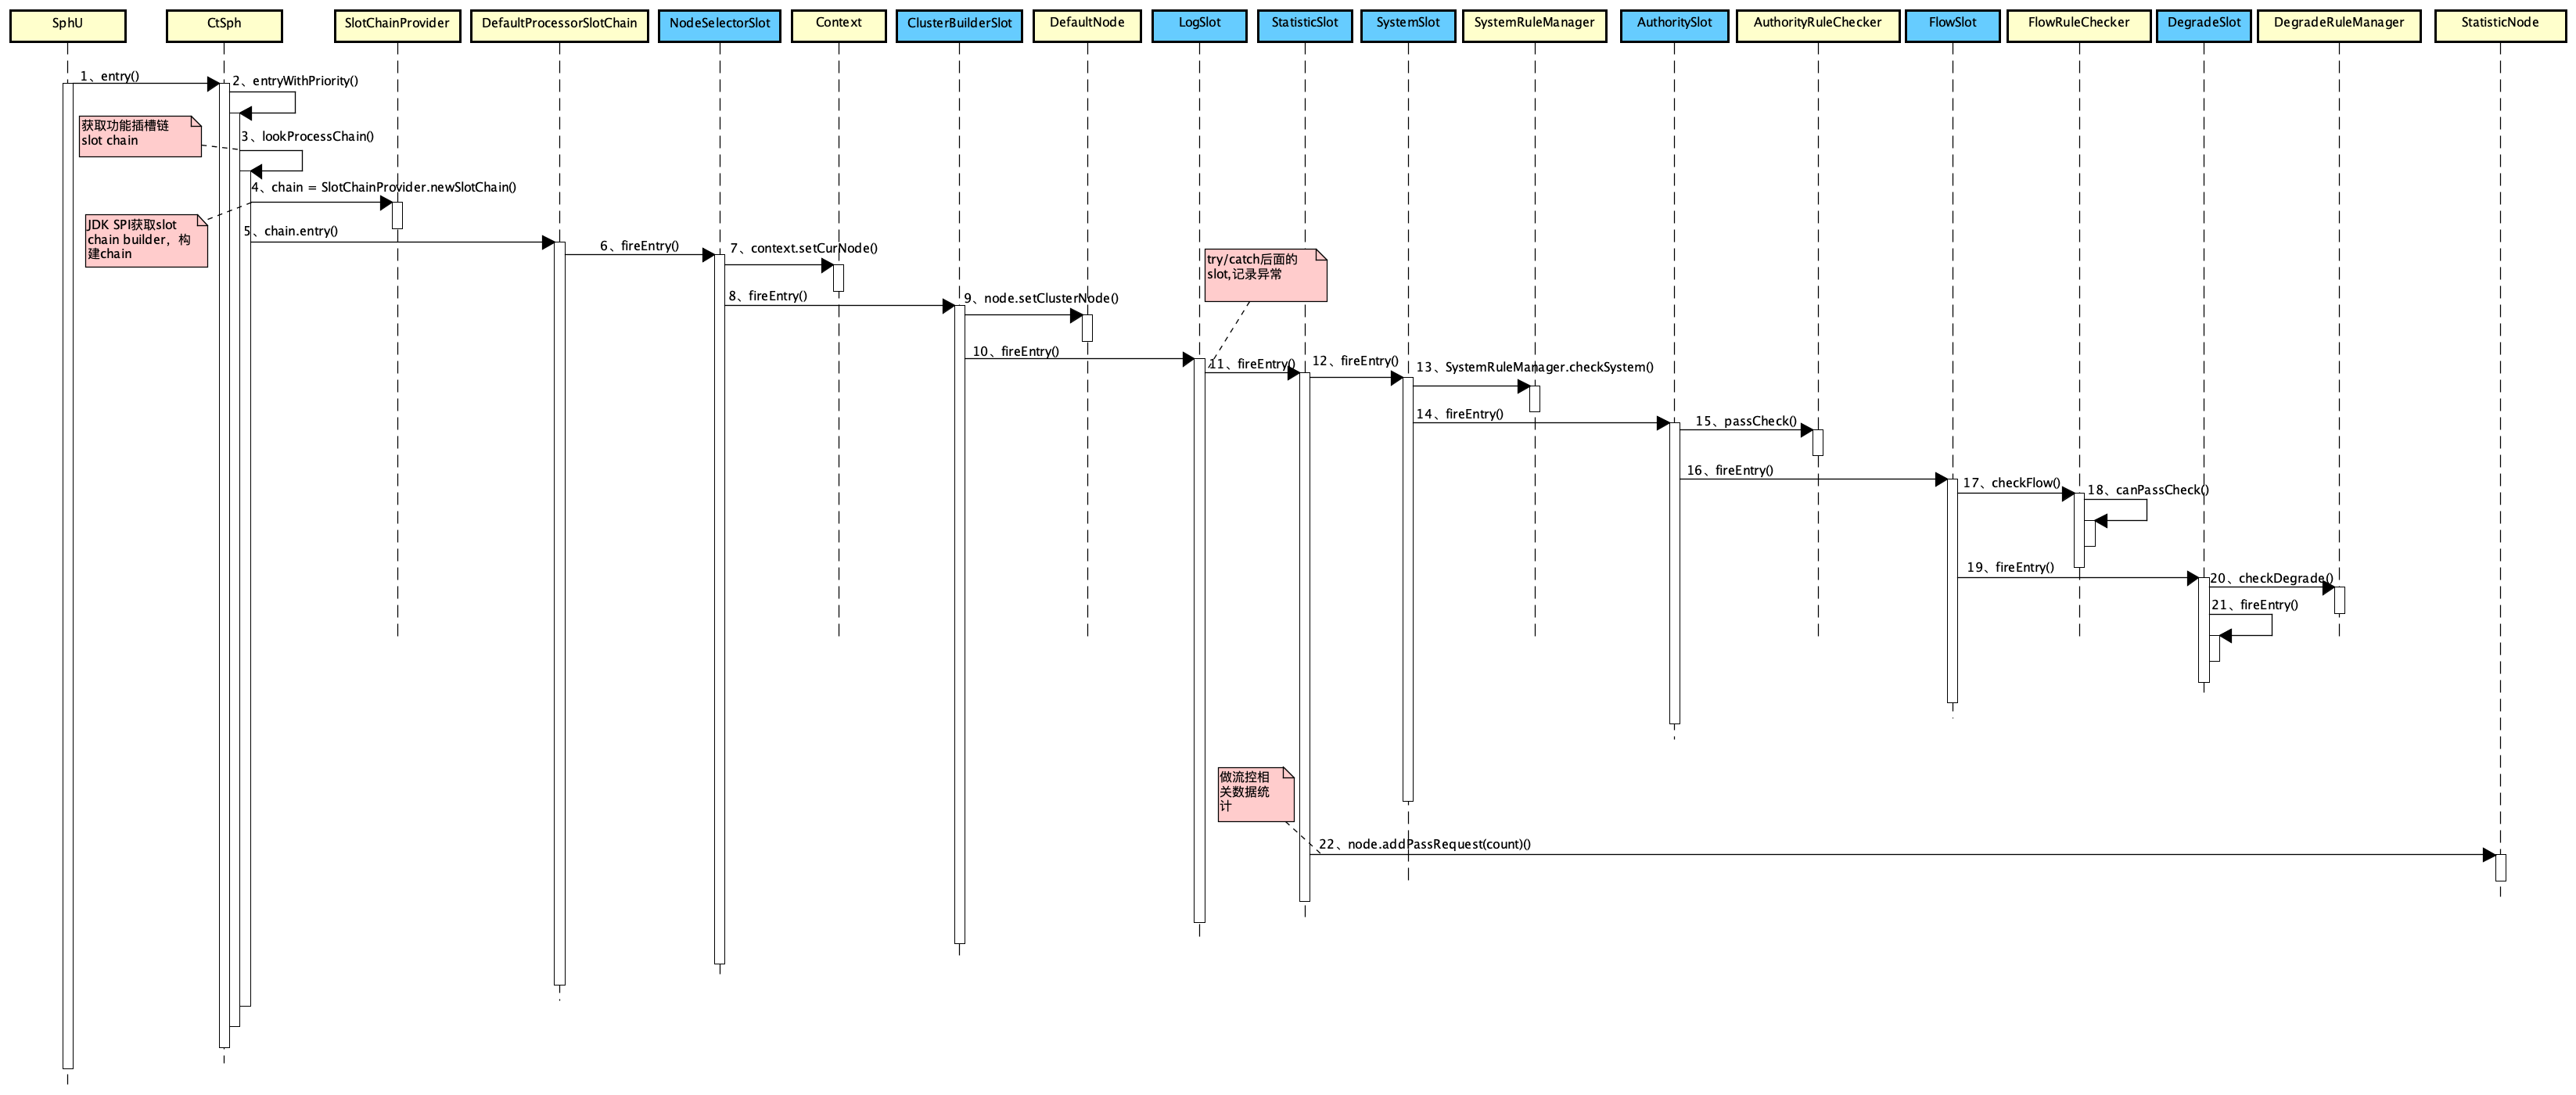 SphU
CtSph
SlotChainProvider
DefaultProcessorSlotChain
NodeSelectorSlot
Context
ClusterBuilderSlot
DefaultNode
LogSlot
StatisticSlot
SystemSlot
SystemRuleManager
AuthoritySlot
AuthorityRuleChecker
FlowSlot
FlowRuleChecker
DegradeSlot
DegradeRuleManager
StatisticNode
1、entry()
2、entryWithPriority()
获取功能插槽链
slot chain
3、lookProcessChain()
4、chain = SlotChainProvider.newSlotChain()
JDK SPI获取slot
chain builder，构
建chain
5、chain.entry()
6、fireEntry()
7、context.setCurNode()
8、fireEntry()
9、node.setClusterNode()
try/catch后面的
slot,记录异常
10、fireEntry()
11、fireEntry()
12、fireEntry()
13、SystemRuleManager.checkSystem()
14、fireEntry()
15、passCheck()
16、fireEntry()
17、checkFlow()
18、canPassCheck()
19、fireEntry()
20、checkDegrade()
21、fireEntry()
做流控相
关数据统
计
22、node.addPassRequest(count)()